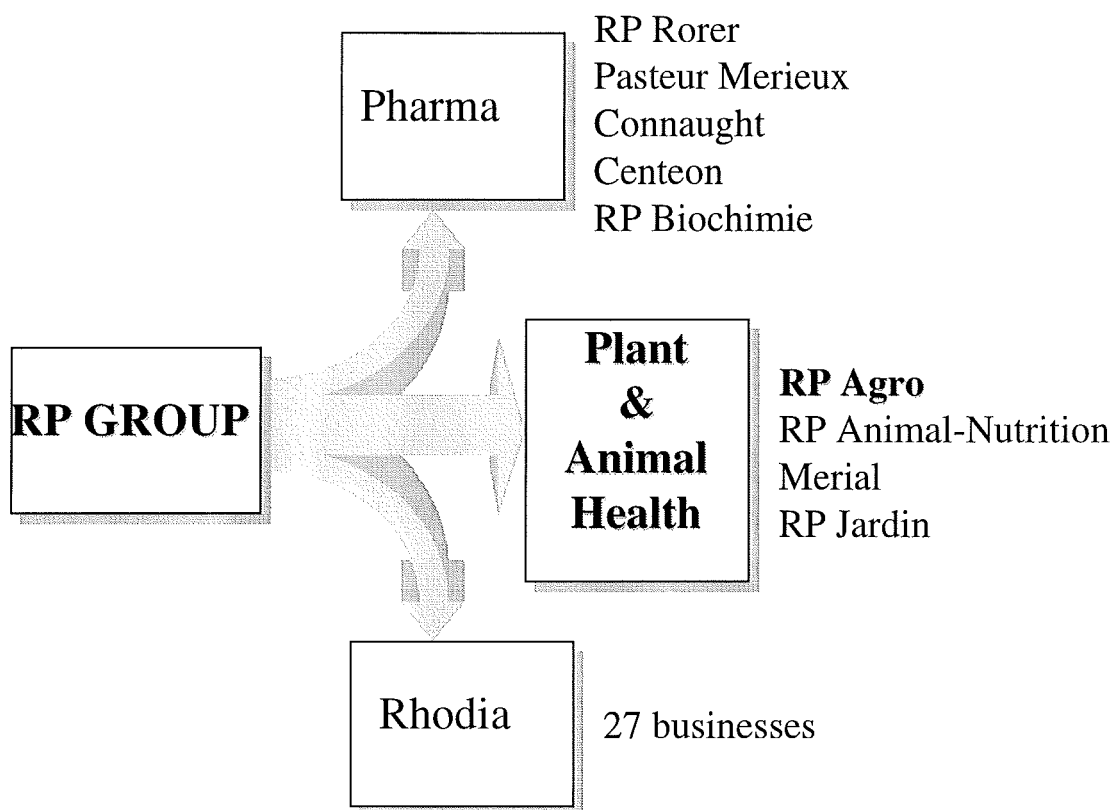 RP Rorer
Pharma
Pasteur Merieux
Connaught
Centeon
RP Biochimie
RP GROUP
Plant
&
Animal
Health
RP Agro
RP Animal-Nutrition
Merial
RP Jardin
Rhodia
27 businesses